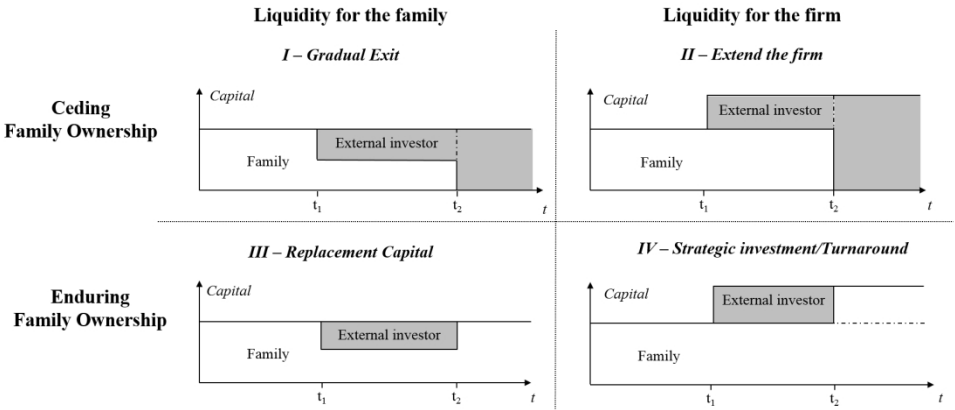 Liquidity for the family
Liquidity for the firm
I – Gradual Exit
II – Extend the firm
Ceding
Family Ownership
Capital
External investor
Family
t1
t2
t
Capital
External investor
Family
t1
t2
t
III – Replacement Capital
IV – Strategic investment/Turnaround
Enduring
Family Ownership
Capital
External investor
Family
t1
t2
t
Capital
External investor
Family
t1
t2
t